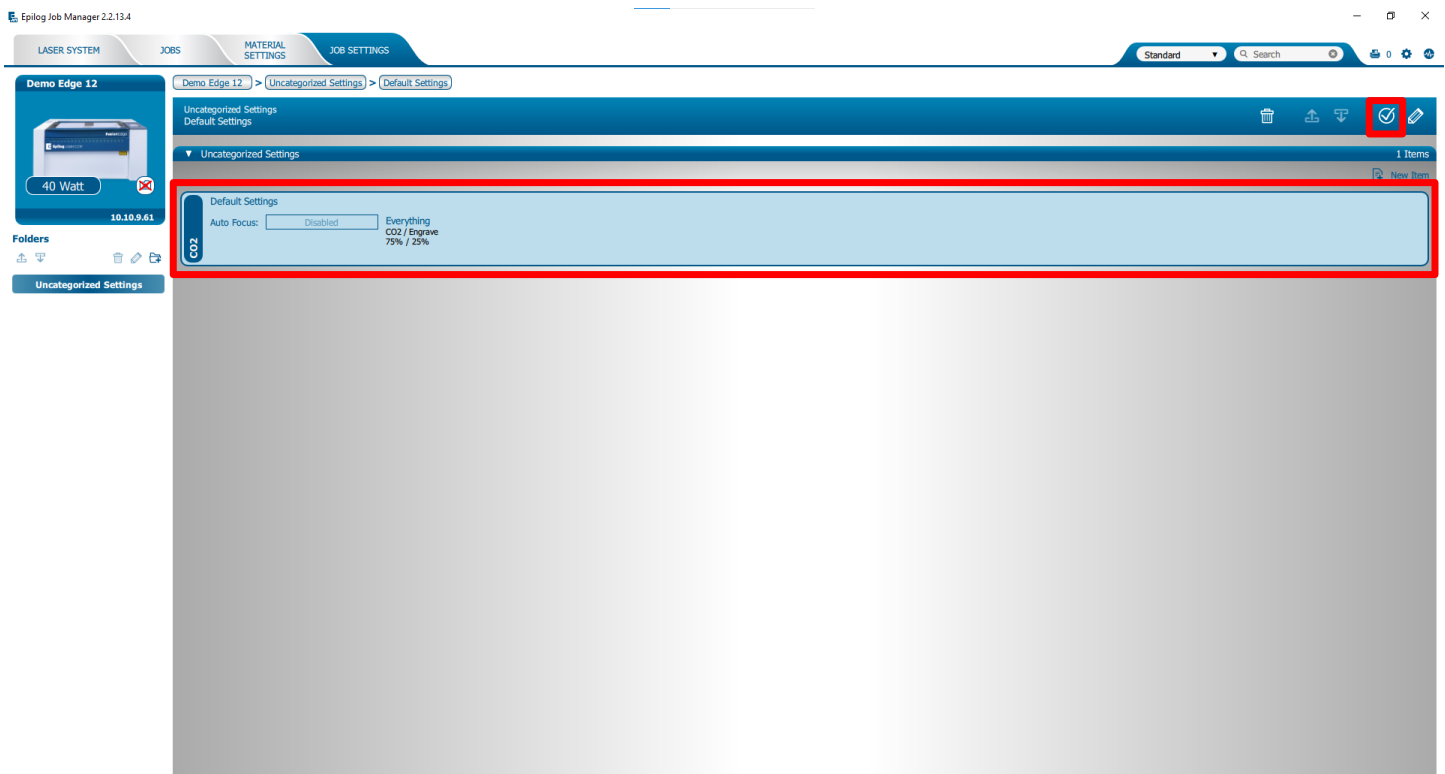 Epilog Job Manager 2.2.13.4
LASER SYSTEM
JOBS
MATERIAL
SETTINGS
JOB SETTINGS
Standard
Search
0
Demo Edge 12
Demo Edge 12 > Uncategorized Settings > Default Settings
Uncategorized Settings
Default Settings
Uncategorized Settings
1 Items
New Item
40 Watt
10.10.9.61
Default Settings
Auto Focus: Disabled
Everything
CO2 / Engrave
75% / 25%
CO2
Folders
Uncategorized Settings